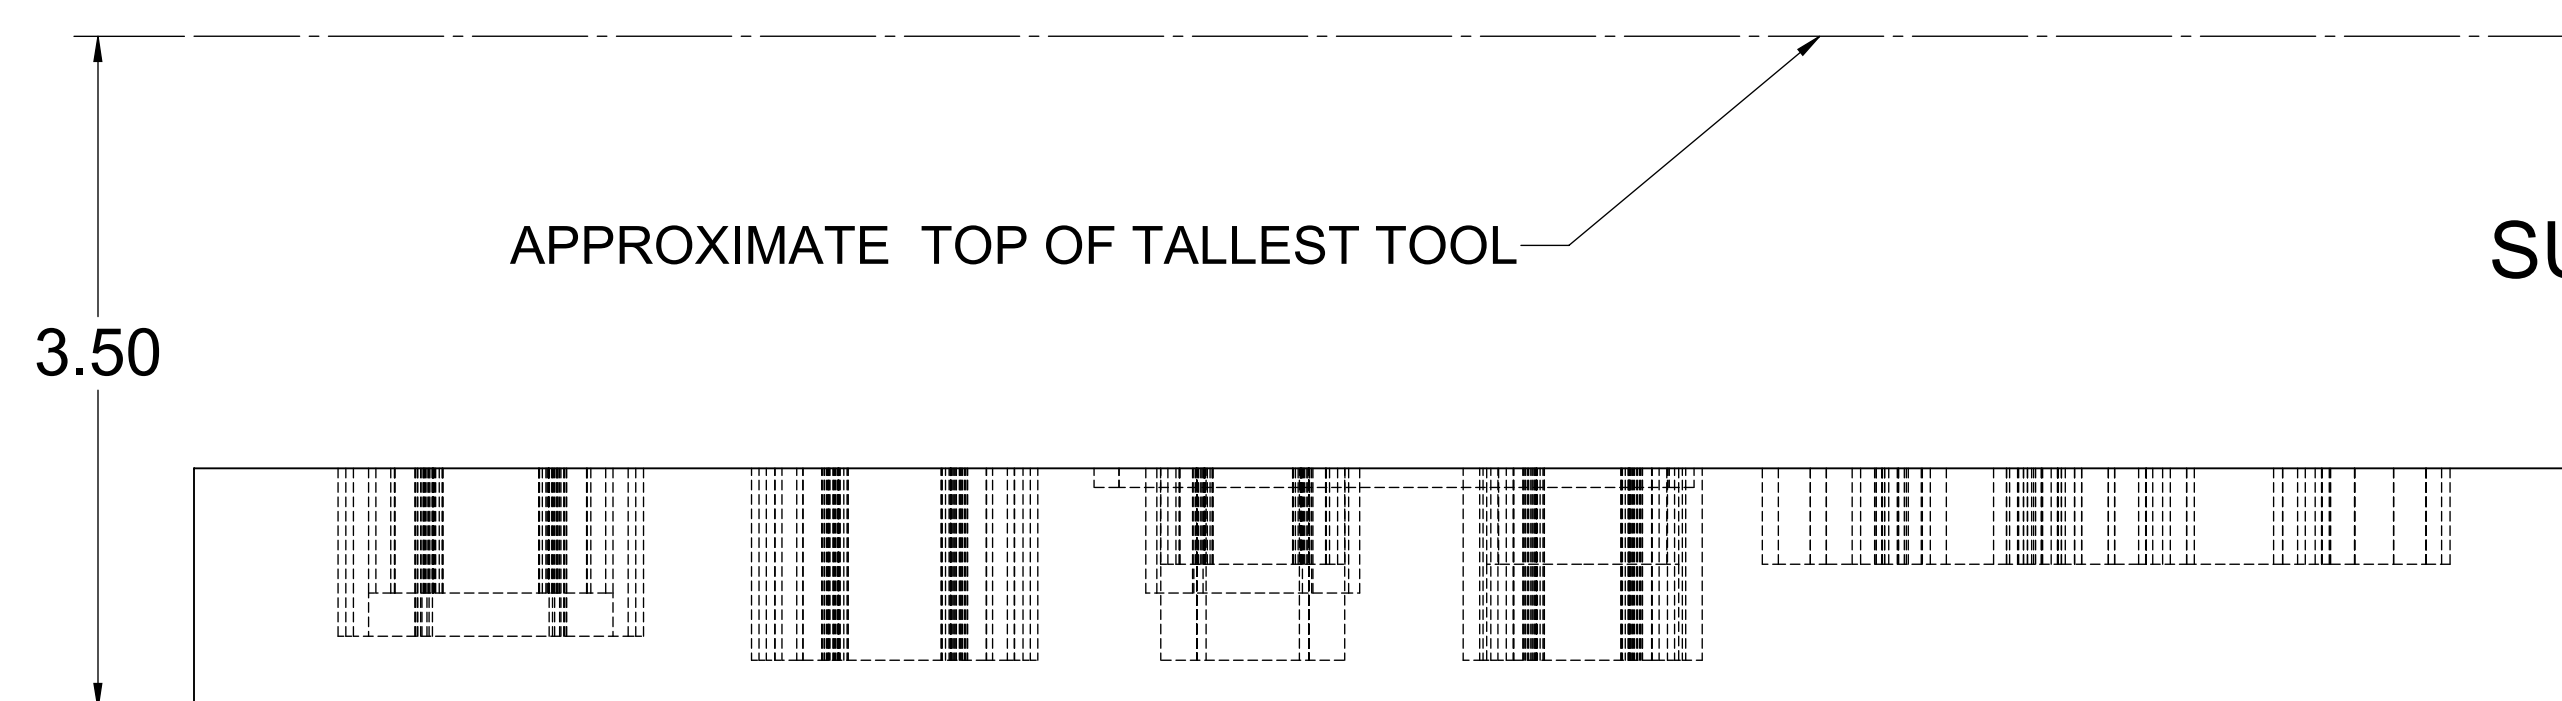 APPROXIMATE  TOP OF TALLEST TOOL
3.50